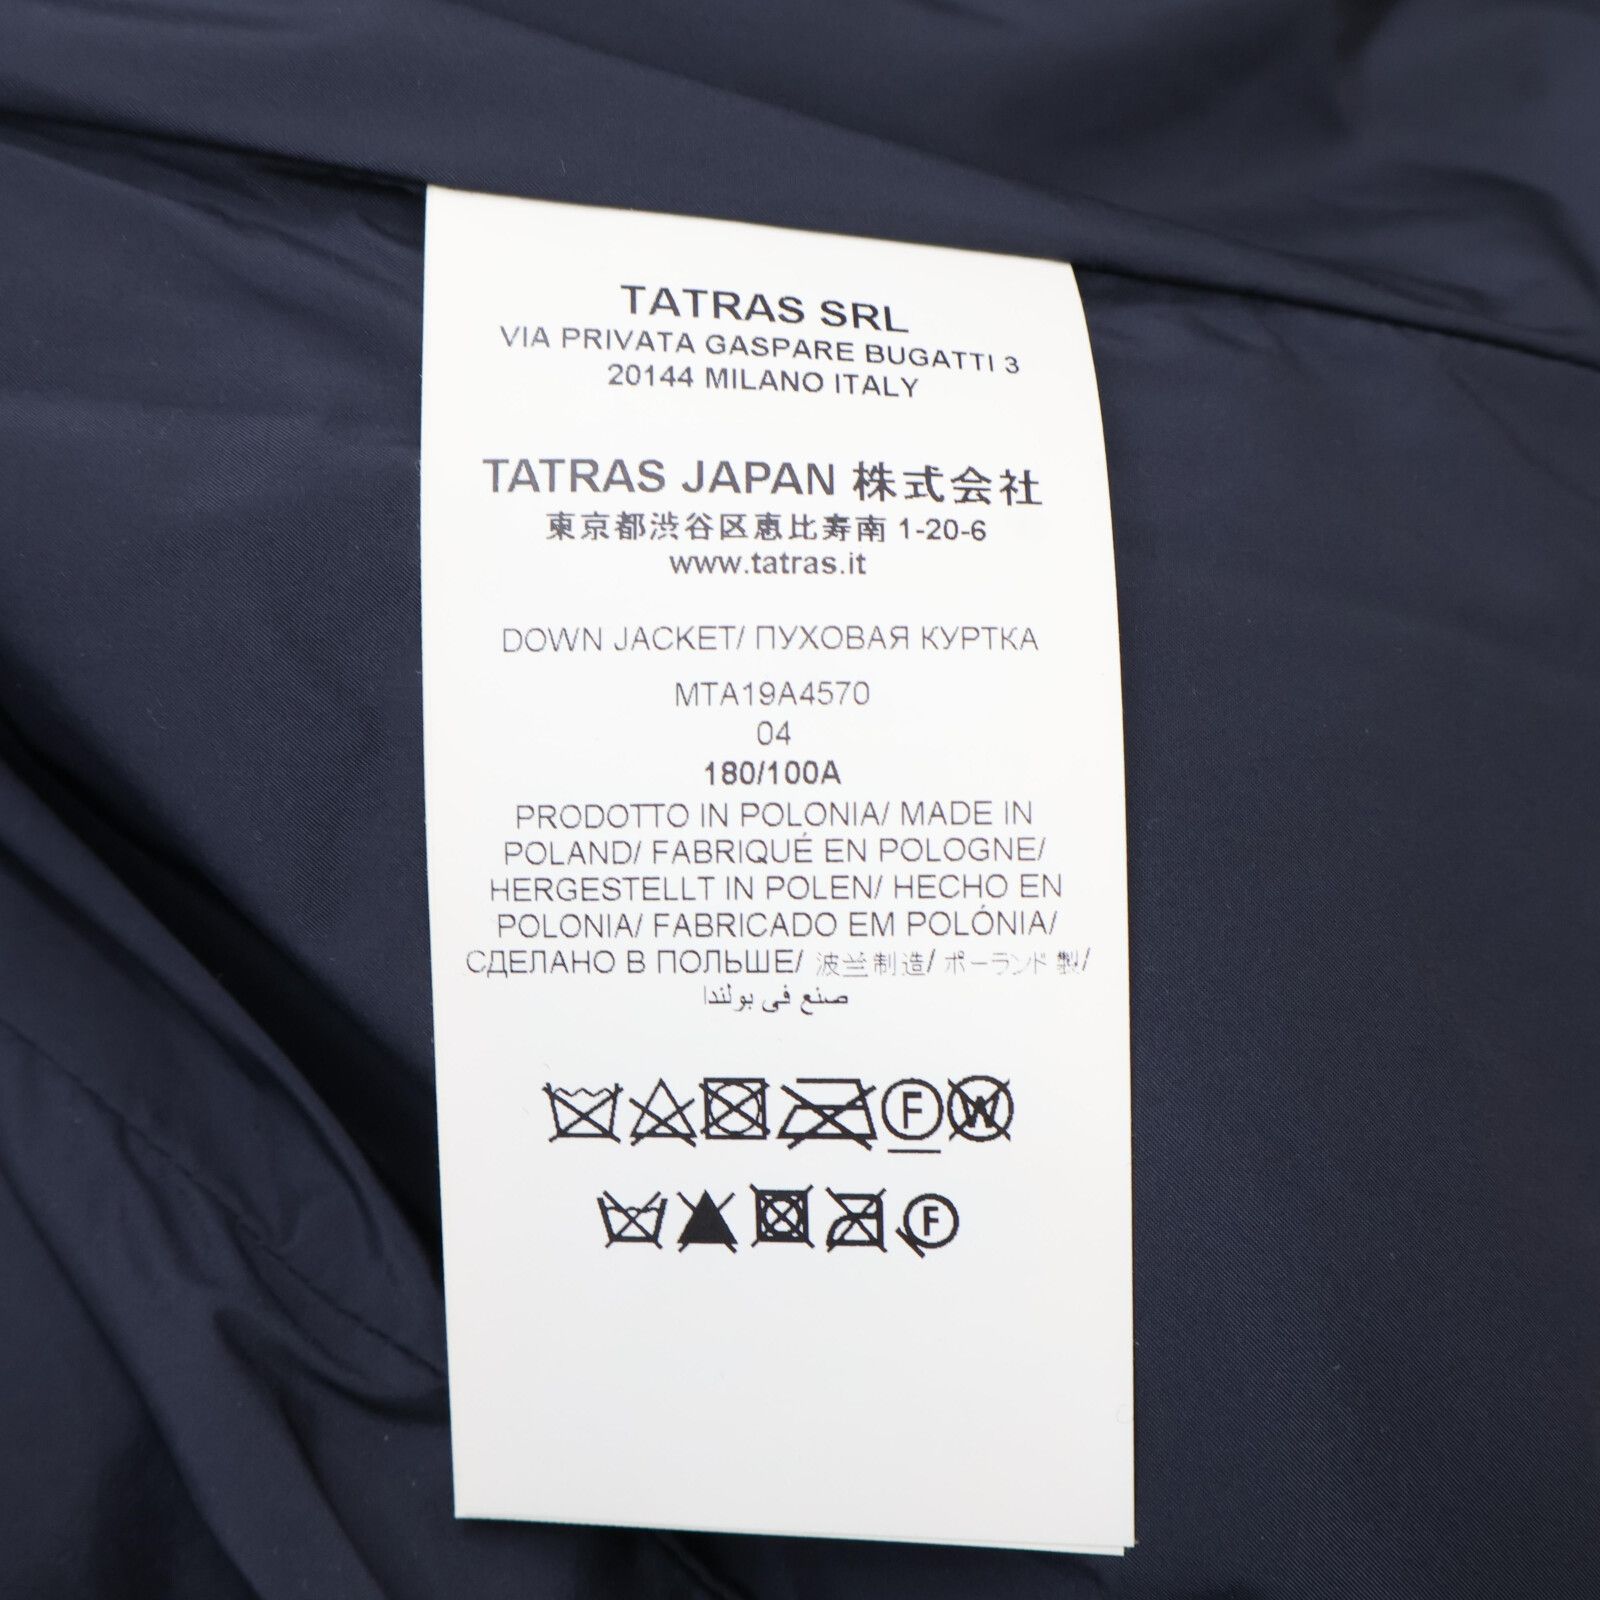 TATRAS SRL
VIA PRIVATA GASPARE BUGATTI 3
20144 MILANO ITALY
TATRAS JAPAN 株式会社
東京都渋谷区恵比寿南 1-20-6
www.tatras.it
DOWN JACKET/ ПУХОВАЯ КУРТКА
MTA19A4570
04
180/100A
PRODOTTO IN POLONIA/ MADE IN
POLAND/ FABRIQUÉ EN POLOGNE/
HERGESTELLT IN POLEN/ HECHO EN
POLONIA/ FABRICADO EM POLÓNIA/
СДЕЛАНО В ПОЛЬШЕ/ 波兰制造/ ポーランド 製/
صنع في بولندا
F W
F